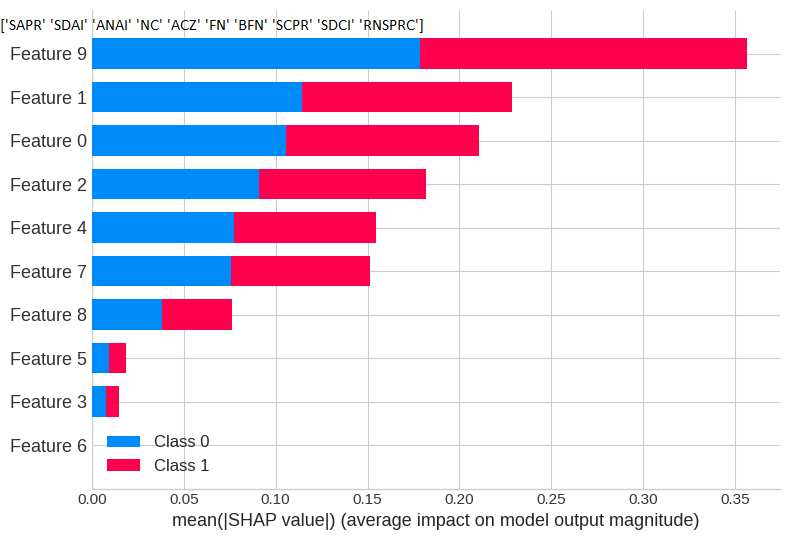 ['SAPR' 'SDAI' 'ANAI' 'NC' 'ACZ' 'FN' 'BFN' 'SCPR' 'SDCI' 'RNSPRC']
Feature 9
Feature 1
Feature 0
Feature 2
Feature 4
Feature 7
Feature 8
Feature 5
Feature 3
Feature 6
Class 0
Class 1
0.00 0.05 0.10 0.15 0.20 0.25 0.30 0.35
mean(|SHAP value|) (average impact on model output magnitude)